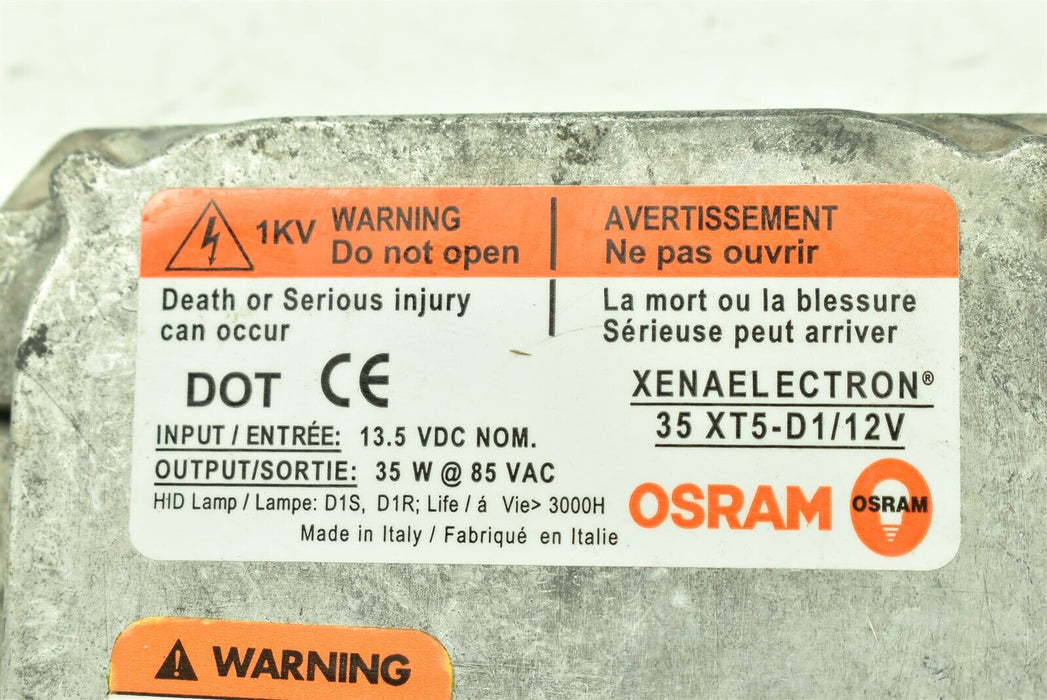 1KV WARNING
Do not open
AVERTISSEMENT
Ne pas ouvrir
Death or Serious injury
can occur
La mort ou la blessure
Sérieuse peut arriver
DOT CE
XENAELECTRON®
35 XT5-D1/12V
INPUT / ENTRÉE: 13.5 VDC NOM.
OUTPUT/SORTIE: 35 W @ 85 VAC
HID Lamp / Lampe: D1S, D1R; Life / á Vie> 3000H
Made in Italy / Fabriqué en Italie
OSRAM
OSRAM
WARNING